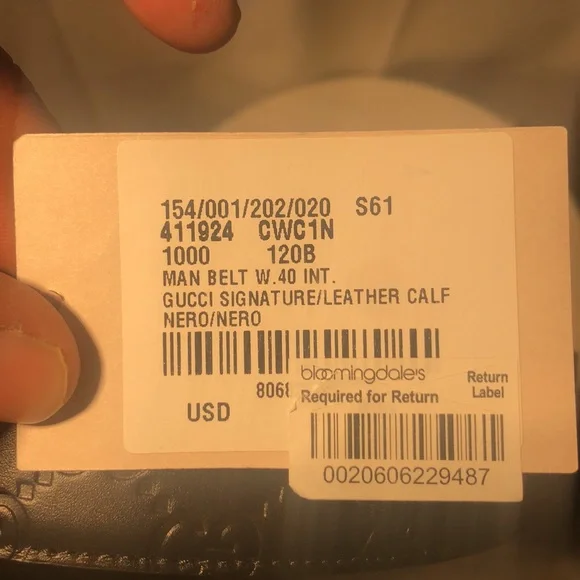 154/001/202/020 S61
411924 CWC1N
1000 120B
MAN BELT W.40 INT.
GUCCI SIGNATURE/LEATHER CALF
NERO/NERO
8068
USD
bloomingdale's
Return
Required for Return
Label
0020606229487